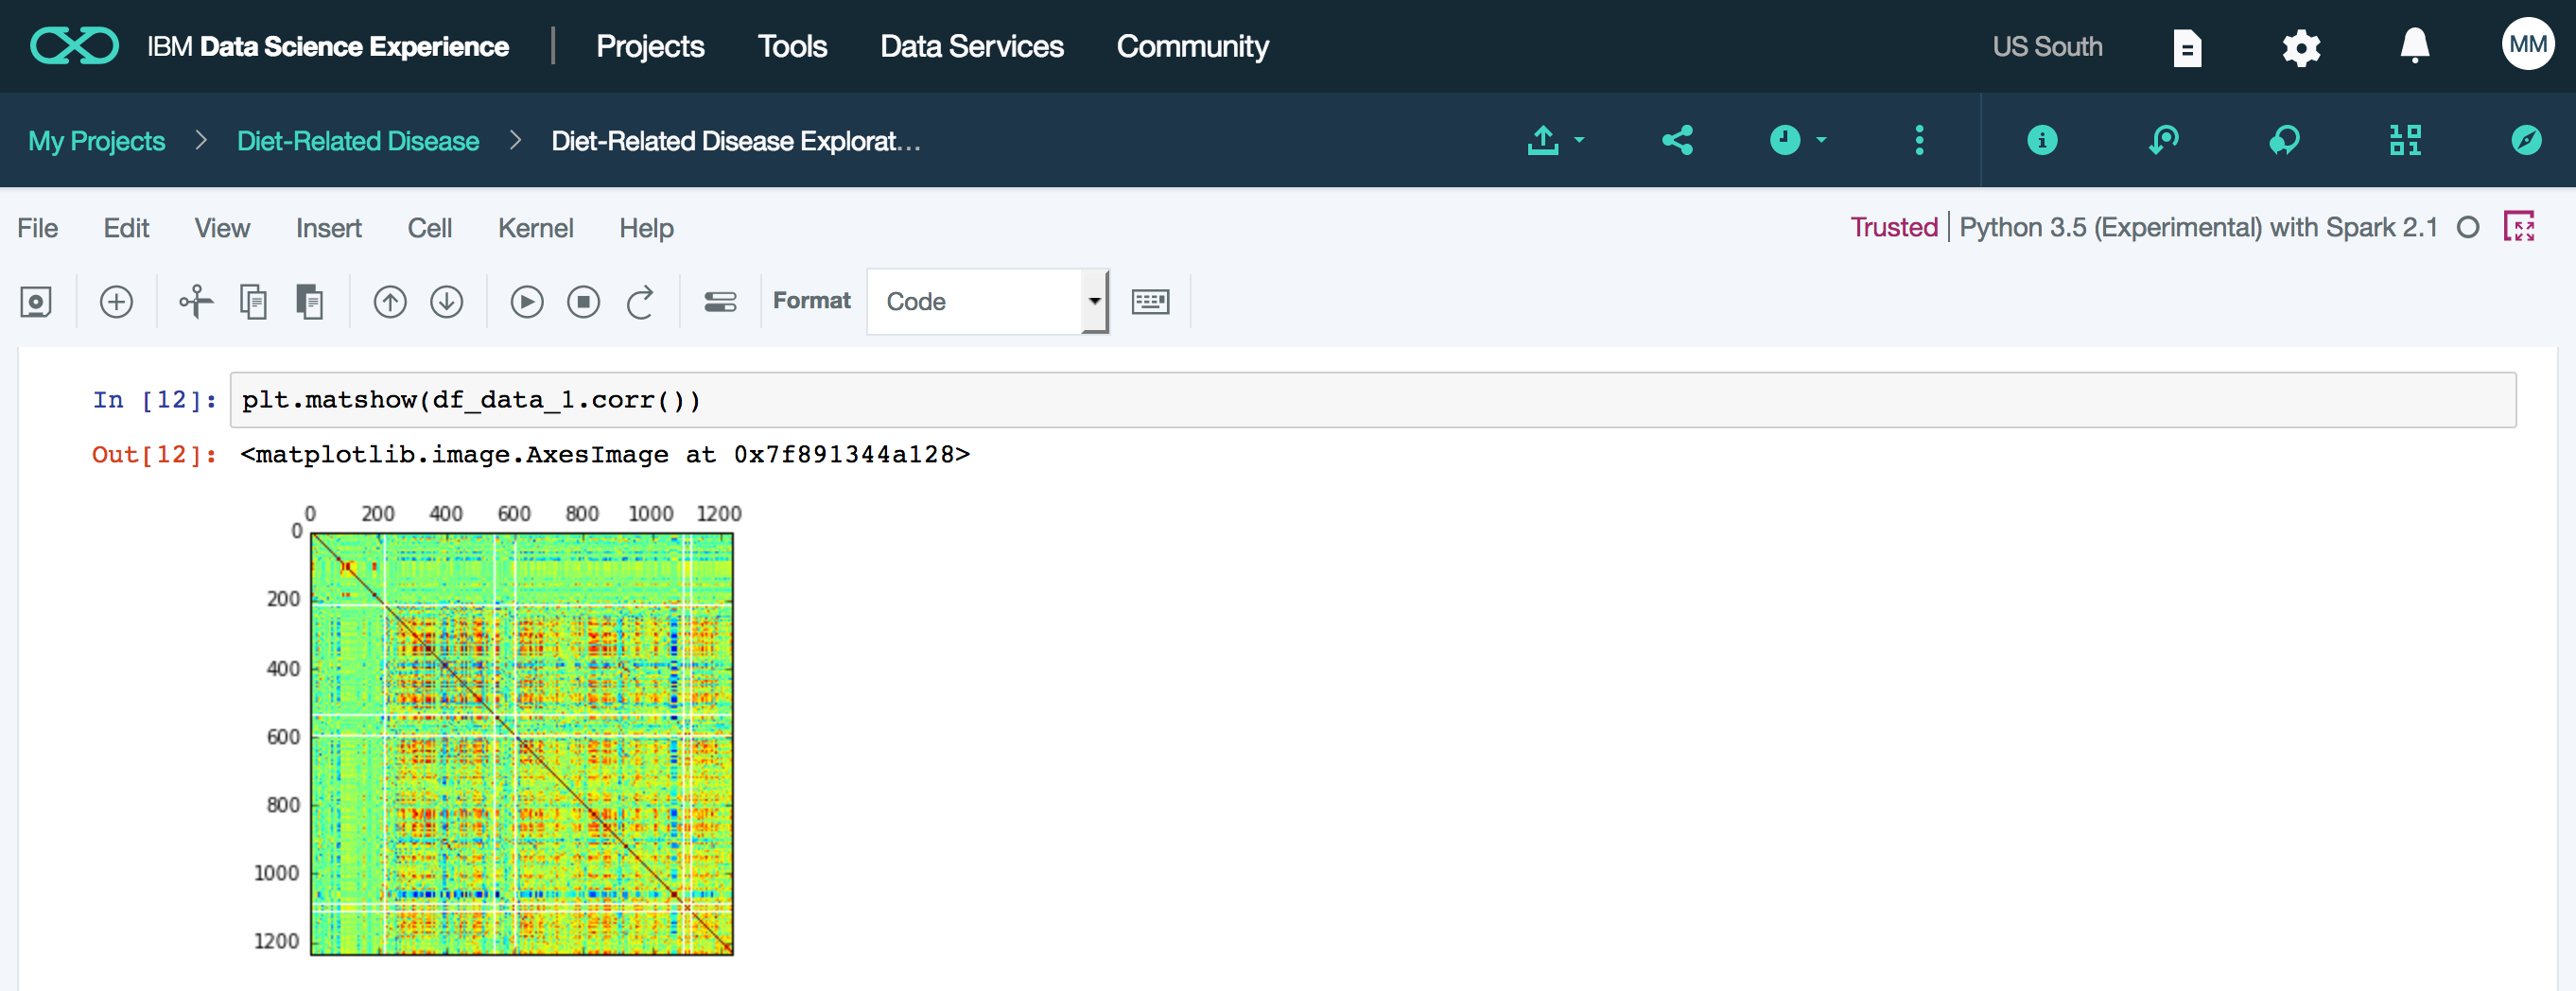 IBM Data Science Experience | Projects Tools Data Services Community US South MM
My Projects > Diet-Related Disease > Diet-Related Disease Explorat...
File Edit View Insert Cell Kernel Help Trusted | Python 3.5 (Experimental) with Spark 2.1
Format Code
In [12]: plt.matshow(df_data_1.corr())
Out[12]: <matplotlib.image.AxesImage at 0x7f891344a128>
0 200 400 600 800 1000 1200
0
200
400
600
800
1000
1200